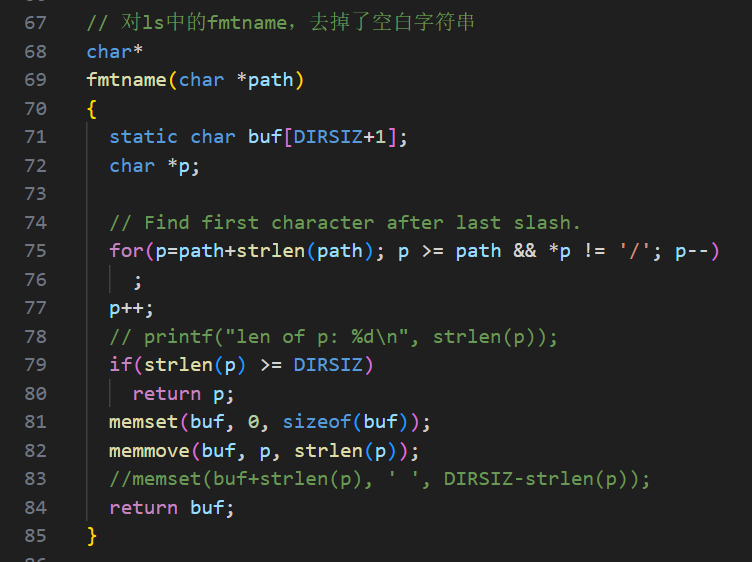 67 // 对ls中的fmtname，去掉了空白字符串
68 char*
69 fmtname(char *path)
70 {
71   static char buf[DIRSIZ+1];
72   char *p;
73
74   // Find first character after last slash.
75   for(p=path+strlen(path); p >= path && *p != '/'; p--)
76     ;
77   p++;
78   // printf("len of p: %d\n", strlen(p));
79   if(strlen(p) >= DIRSIZ)
80     return p;
81   memset(buf, 0, sizeof(buf));
82   memmove(buf, p, strlen(p));
83   //memset(buf+strlen(p), ' ', DIRSIZ-strlen(p));
84   return buf;
85 }